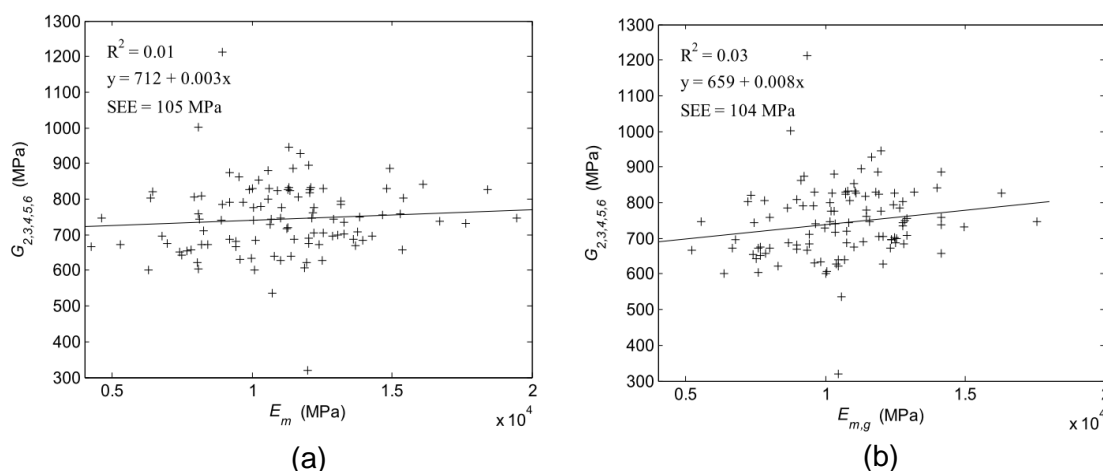 1300
1200
1100
1000
900
800
700
600
500
400
300
R² = 0.01
y = 712 + 0.003x
SEE = 105 MPa
G2,3,4,5,6 (MPa)
0.5 1 1.5 2
Em (MPa)
x 10⁴
(a)
1300
1200
1100
1000
900
800
700
600
500
400
300
R² = 0.03
y = 659 + 0.008x
SEE = 104 MPa
G2,3,4,5,6 (MPa)
0.5 1 1.5 2
Em,g (MPa)
x 10⁴
(b)